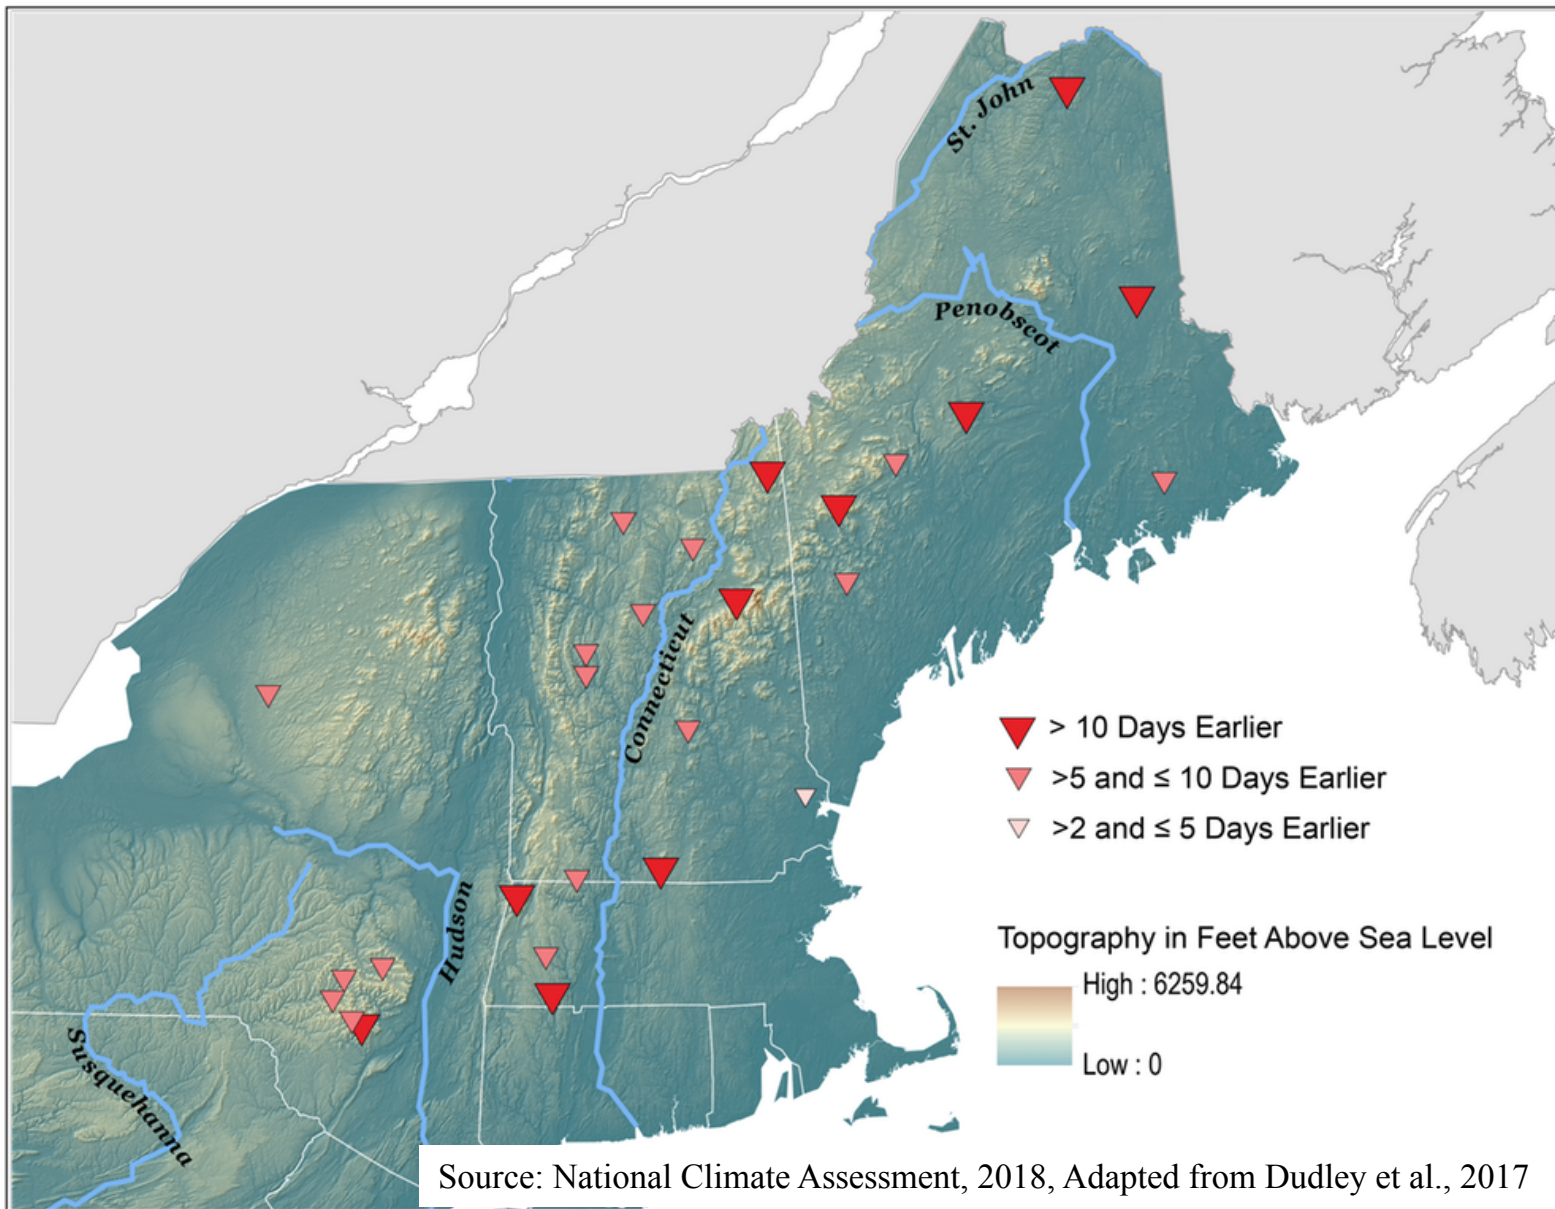 St. John
Penobscot
Connecticut
Hudson
Susquehanna
> 10 Days Earlier
>5 and ≤ 10 Days Earlier
>2 and ≤ 5 Days Earlier
Topography in Feet Above Sea Level
High : 6259.84
Low : 0
Source: National Climate Assessment, 2018, Adapted from Dudley et al., 2017